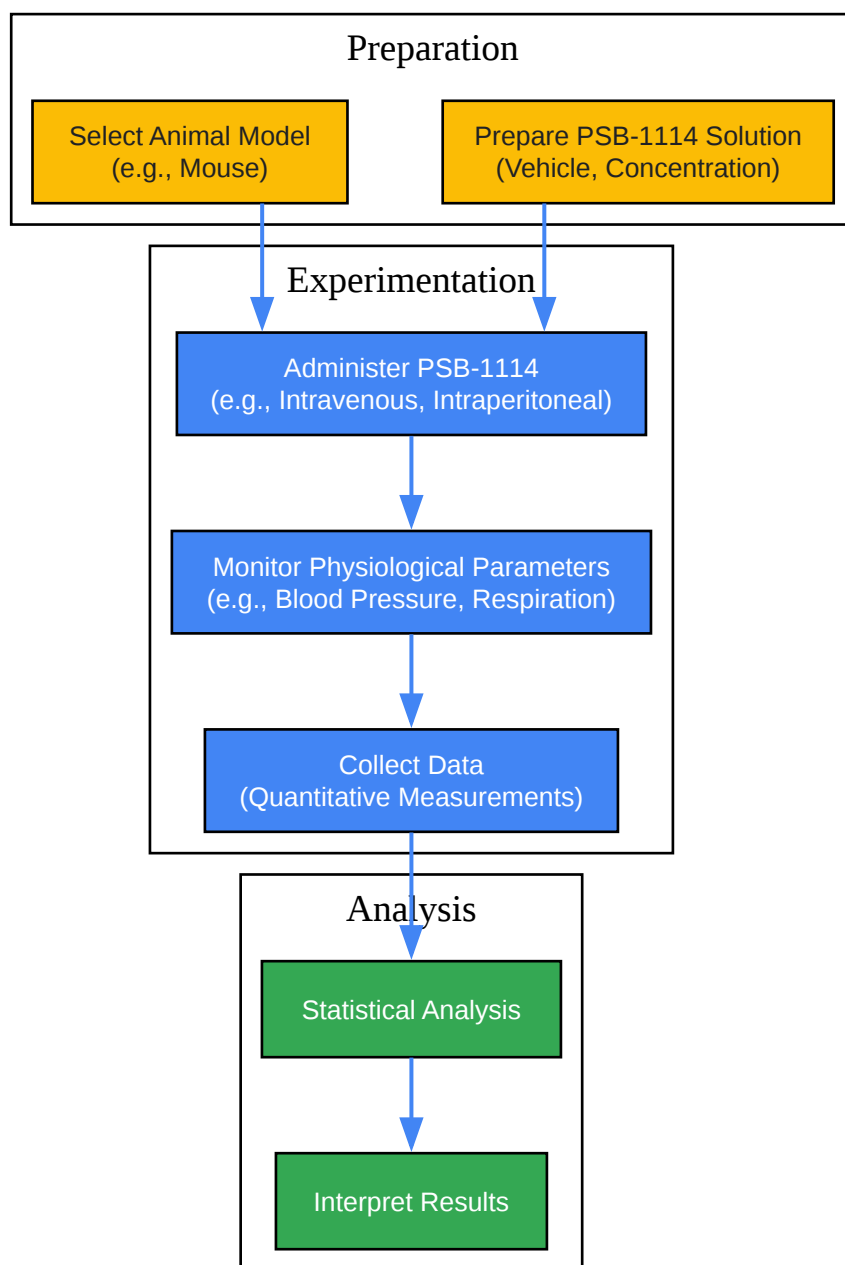 Preparation
Select Animal Model
(e.g., Mouse)
Prepare PSB-1114 Solution
(Vehicle, Concentration)
Experimentation
Administer PSB-1114
(e.g., Intravenous, Intraperitoneal)
Monitor Physiological Parameters
(e.g., Blood Pressure, Respiration)
Collect Data
(Quantitative Measurements)
Analysis
Statistical Analysis
Interpret Results